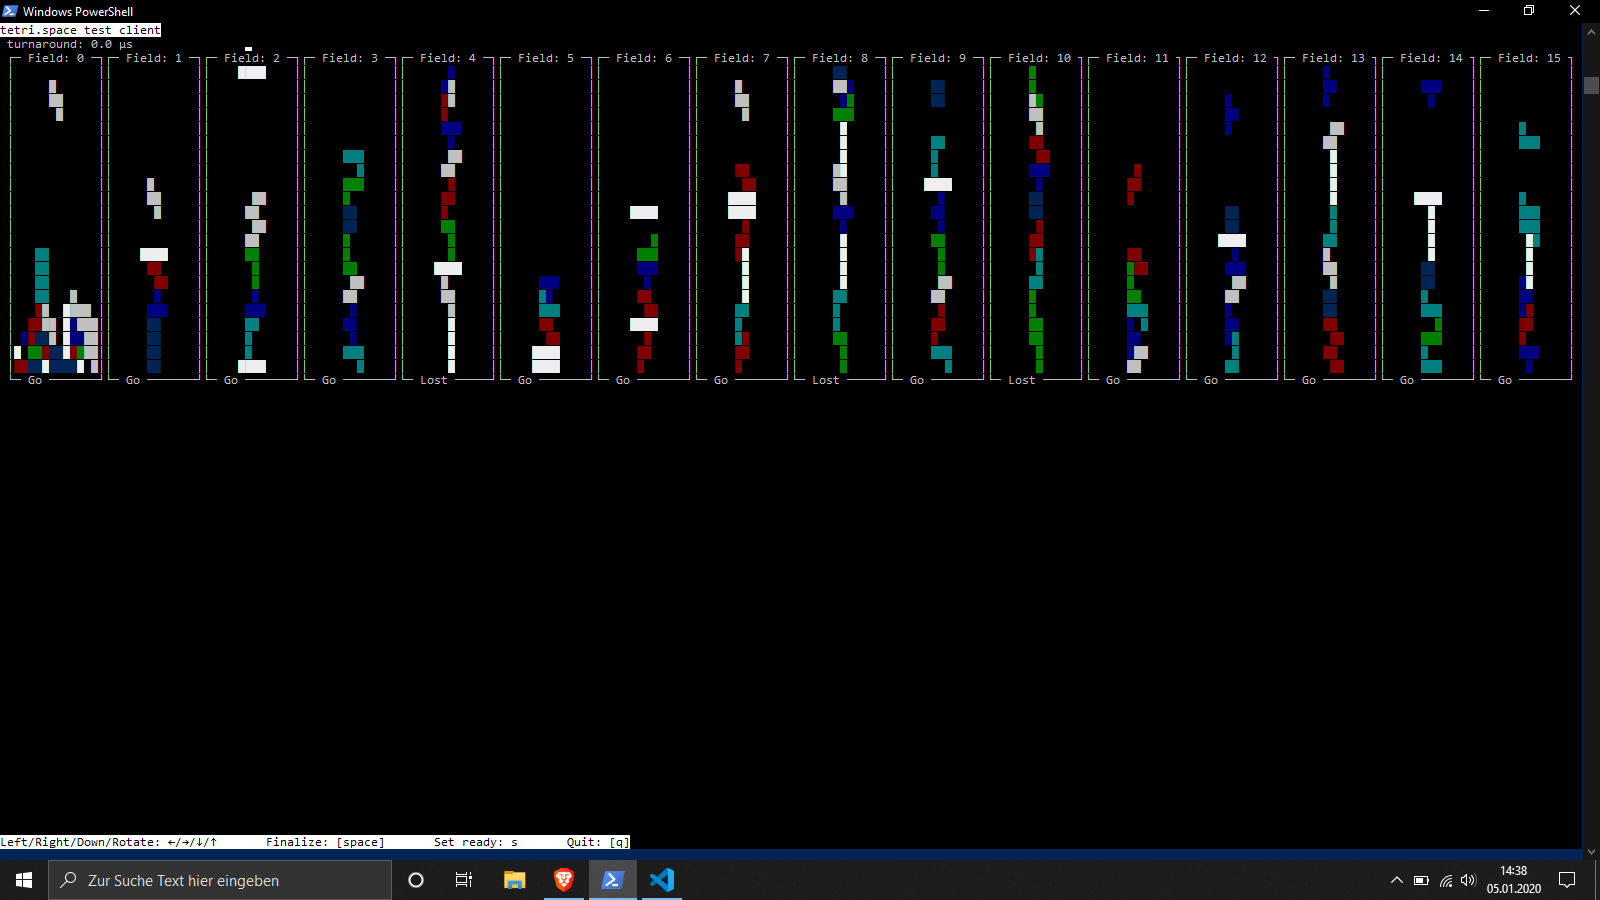 Windows PowerShell
tetri.space test client
turnaround: 0.0 µs
Field: 0 Field: 1 Field: 2 Field: 3 Field: 4 Field: 5 Field: 6 Field: 7 Field: 8 Field: 9 Field: 10 Field: 11 Field: 12 Field: 13 Field: 14 Field: 15
Go Go Go Go Lost Go Go Go Lost Go Lost Go Go Go Go Go
Left/Right/Down/Rotate: ←/→/↓/↑ Finalize: [space] Set ready: s Quit: [q]
Zur Suche Text hier eingeben
14:38
05.01.2020